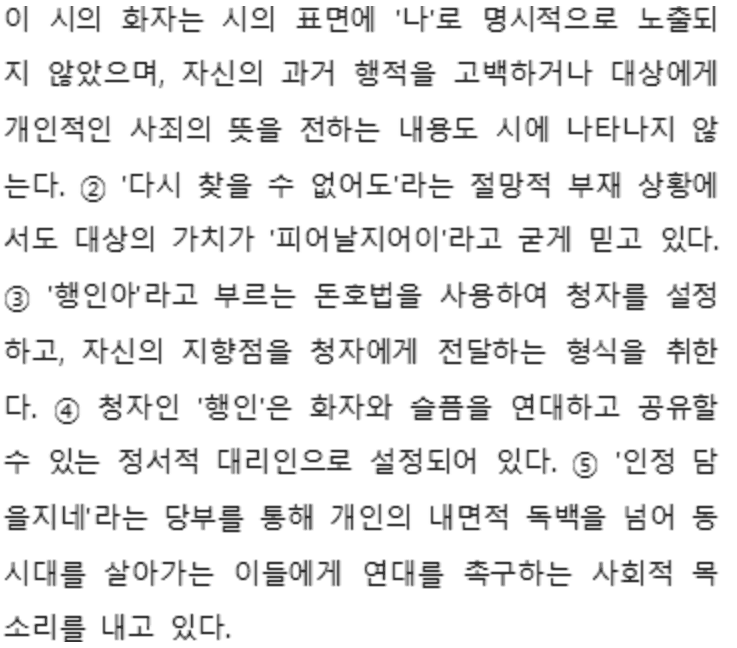 이 시의 화자는 시의 표면에 '나'로 명시적으로 노출되
지 않았으며, 자신의 과거 행적을 고백하거나 대상에게
개인적인 사죄의 뜻을 전하는 내용도 시에 나타나지 않
는다. ② '다시 찾을 수 없어도'라는 절망적 부재 상황에
서도 대상의 가치가 '피어날지어이'라고 굳게 믿고 있다.
③ '행인아'라고 부르는 돈호법을 사용하여 청자를 설정
하고, 자신의 지향점을 청자에게 전달하는 형식을 취한
다. ④ 청자인 '행인'은 화자와 슬픔을 연대하고 공유할
수 있는 정서적 대리인으로 설정되어 있다. ⑤ '인정 담
을지네'라는 당부를 통해 개인의 내면적 독백을 넘어 동
시대를 살아가는 이들에게 연대를 촉구하는 사회적 목
소리를 내고 있다.